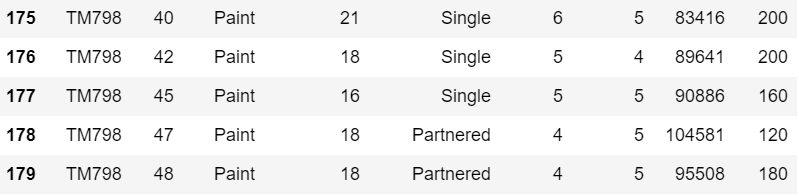 175 TM798 40 Paint 21 Single 6 5 83416 200
176 TM798 42 Paint 18 Single 5 4 89641 200
177 TM798 45 Paint 16 Single 5 5 90886 160
178 TM798 47 Paint 18 Partnered 4 5 104581 120
179 TM798 48 Paint 18 Partnered 4 5 95508 180